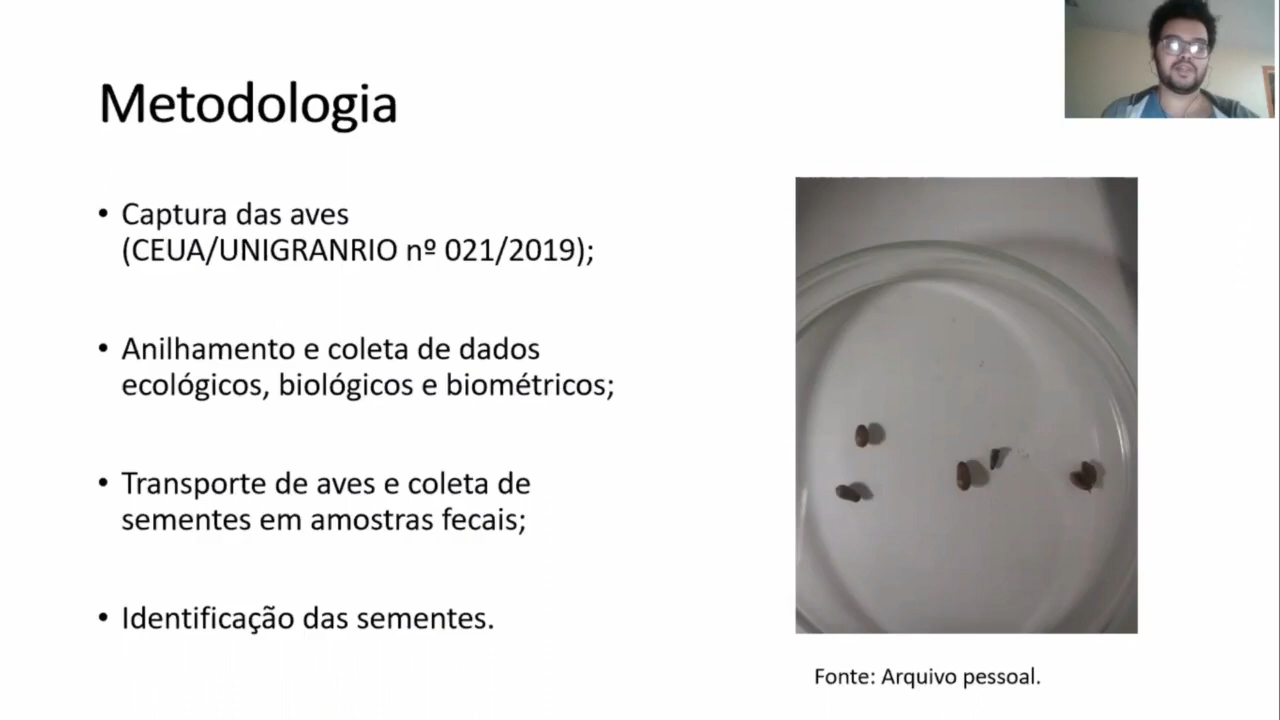 Metodologia
• Captura das aves
(CEUA/UNIGRANRIO nº 021/2019);
• Anilhamento e coleta de dados
ecológicos, biológicos e biométricos;
• Transporte de aves e coleta de
sementes em amostras fecais;
• Identificação das sementes.
Fonte: Arquivo pessoal.